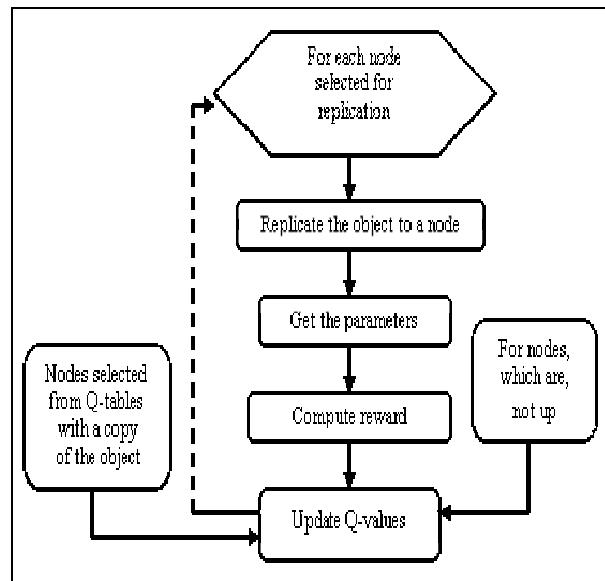 For each node
selected for
replication
Replicate the object to a node
Get the parameters
For nodes,
which are,
not up
Nodes selected
from Q-tables
with a copy
of the object
Compute reward
Update Q-values